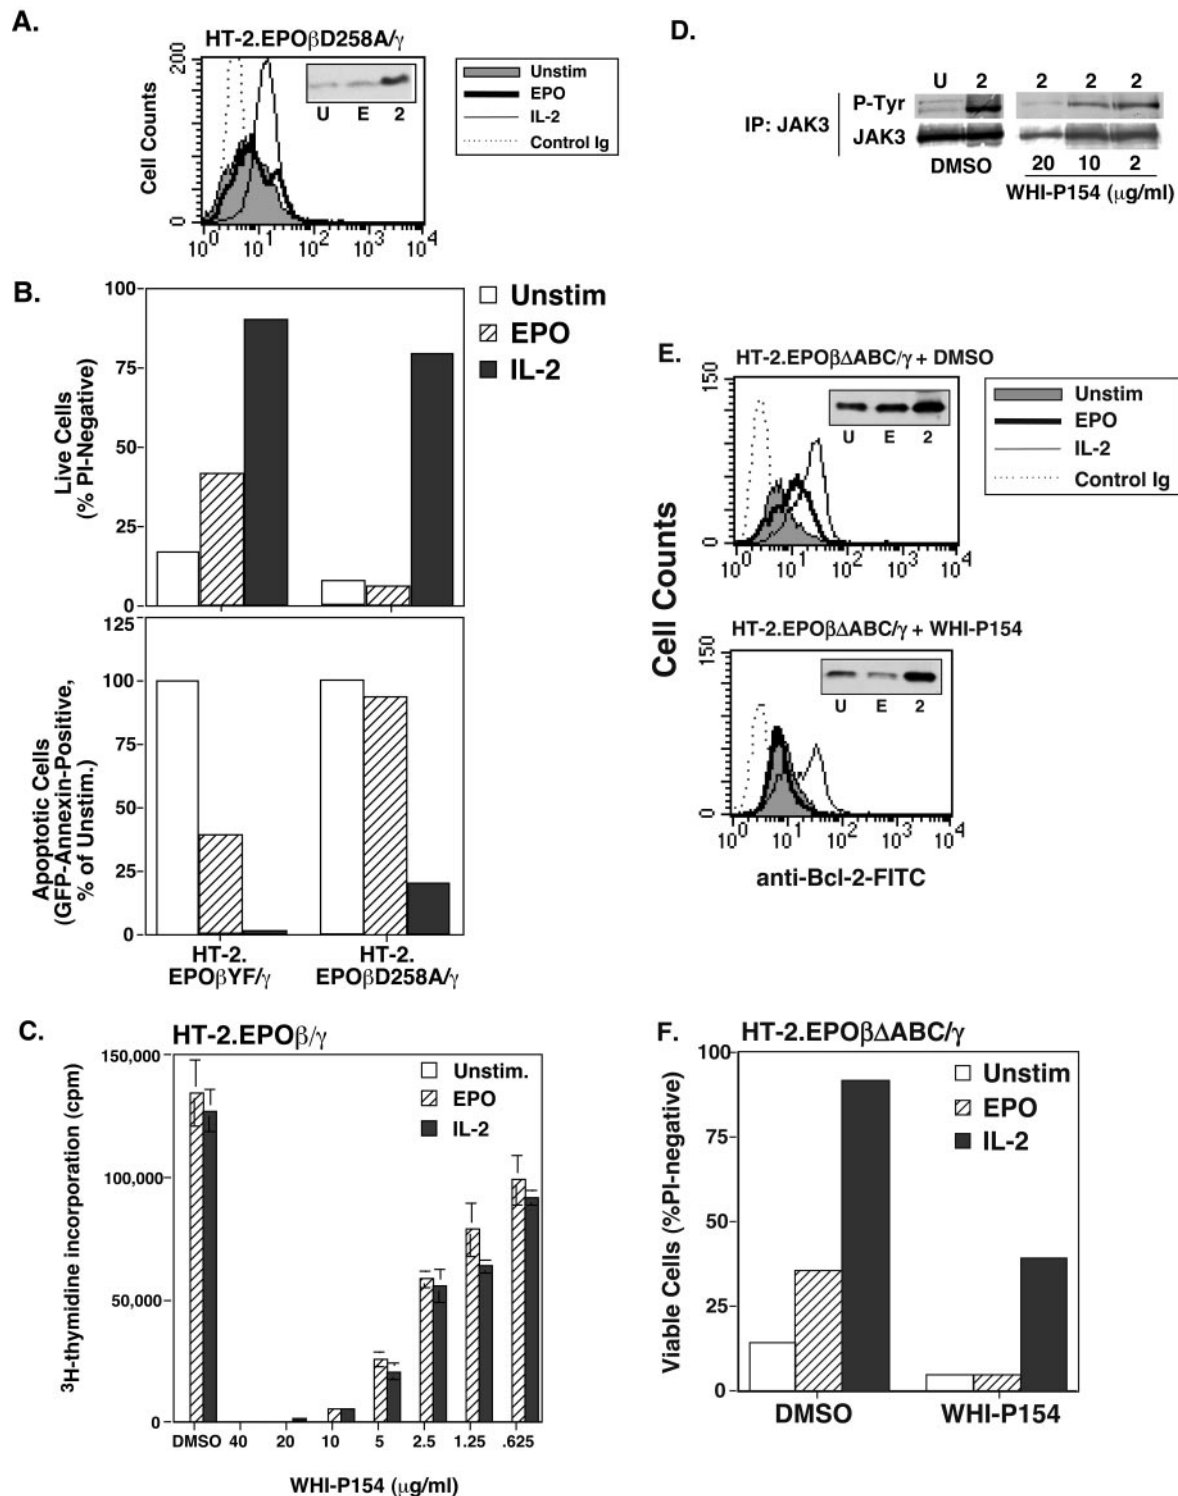 A.
HT-2.EPOβD258A/γ
200
0
Cell Counts
U E 2
10^0 10^1 10^2 10^3 10^4
Unstim
EPO
IL-2
Control Ig
D.
U 2 2 2 2
P-Tyr
IP: JAK3
JAK3
DMSO 20 10 2
WHI-P154 (μg/ml)
B.
100
75
50
25
0
Live Cells
(% PI-Negative)
Unstim
EPO
IL-2
125
100
75
50
25
0
Apoptotic Cells
(GFP-Annexin-Positive,
% of Unstim.)
HT-2. HT-2.
EPOβYF/γ EPOβD258A/γ
E.
HT-2.EPOβΔABC/γ + DMSO
150
0
U E 2
10^0 10^1 10^2 10^3 10^4
Unstim
EPO
IL-2
Control Ig
Cell Counts
HT-2.EPOβΔABC/γ + WHI-P154
150
0
U E 2
10^0 10^1 10^2 10^3 10^4
anti-Bcl-2-FITC
C.
HT-2.EPOβ/γ
150,000
100,000
50,000
0
³H-thymidine incorporation (cpm)
Unstim.
EPO
IL-2
DMSO 40 20 10 5 2.5 1.25 .625
WHI-P154 (μg/ml)
F.
HT-2.EPOβΔABC/γ
100
75
50
25
0
Viable Cells (%PI-negative)
Unstim
EPO
IL-2
DMSO WHI-P154